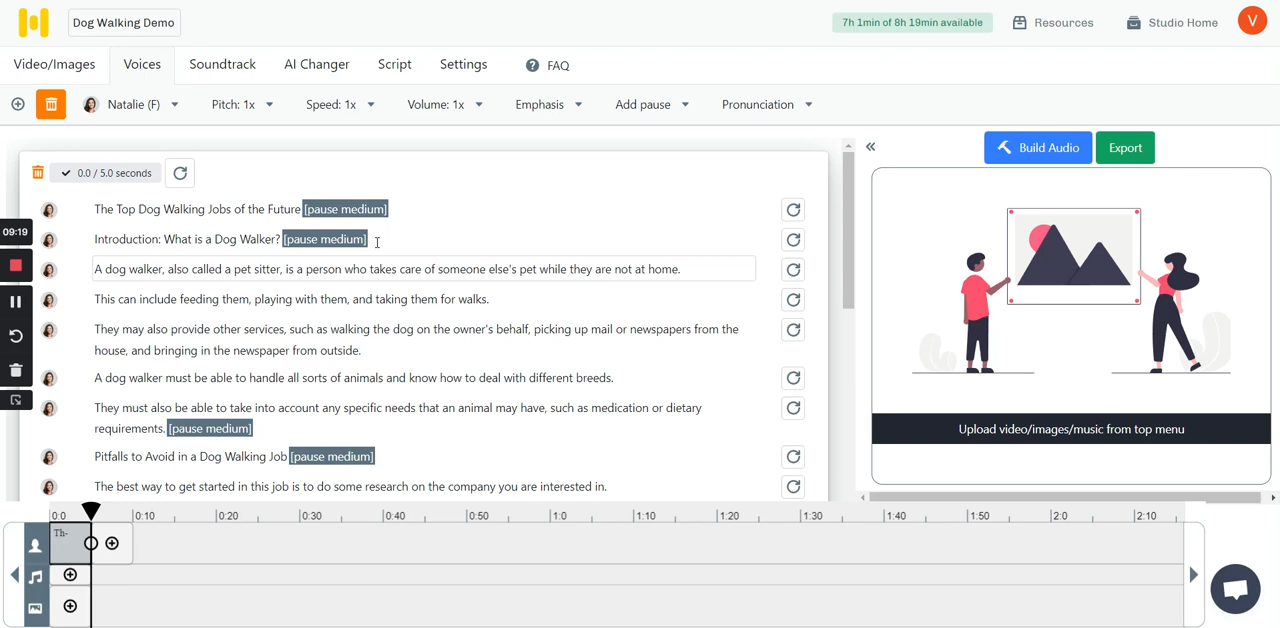 Dog Walking Demo
7h 1min of 8h 19min available
Resources
Studio Home
V
Video/Images
Voices
Soundtrack
AI Changer
Script
Settings
? FAQ
Natalie (F)
Pitch: 1x
Speed: 1x
Volume: 1x
Emphasis
Add pause
Pronunciation
Build Audio
Export
0.0 / 5.0 seconds
The Top Dog Walking Jobs of the Future [pause medium]
Introduction: What is a Dog Walker? [pause medium]
A dog walker, also called a pet sitter, is a person who takes care of someone else's pet while they are not at home.
This can include feeding them, playing with them, and taking them for walks.
They may also provide other services, such as walking the dog on the owner's behalf, picking up mail or newspapers from the
house, and bringing in the newspaper from outside.
A dog walker must be able to handle all sorts of animals and know how to deal with different breeds.
They must also be able to take into account any specific needs that an animal may have, such as medication or dietary
requirements. [pause medium]
Pitfalls to Avoid in a Dog Walking Job [pause medium]
The best way to get started in this job is to do some research on the company you are interested in.
09:19
Upload video/images/music from top menu
0:0
0:10
0:20
0:30
0:40
0:50
1:0
1:10
1:20
1:30
1:40
1:50
2:0
2:10
Th-